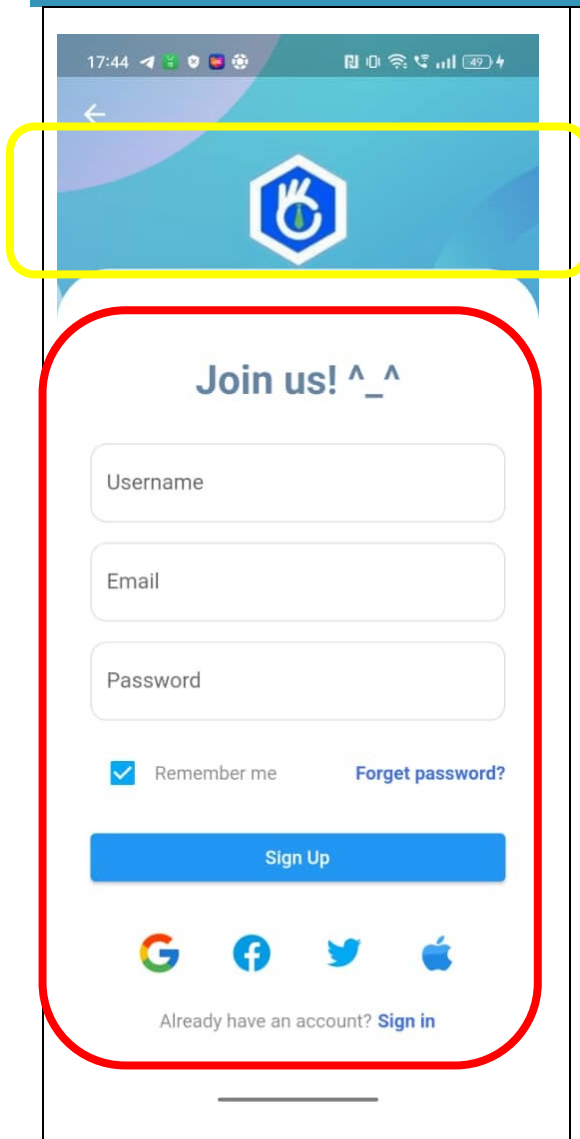 17:44
49
Join us! ^_^
Username
Email
Password
Remember me Forget password?
Sign Up
Already have an account? Sign in